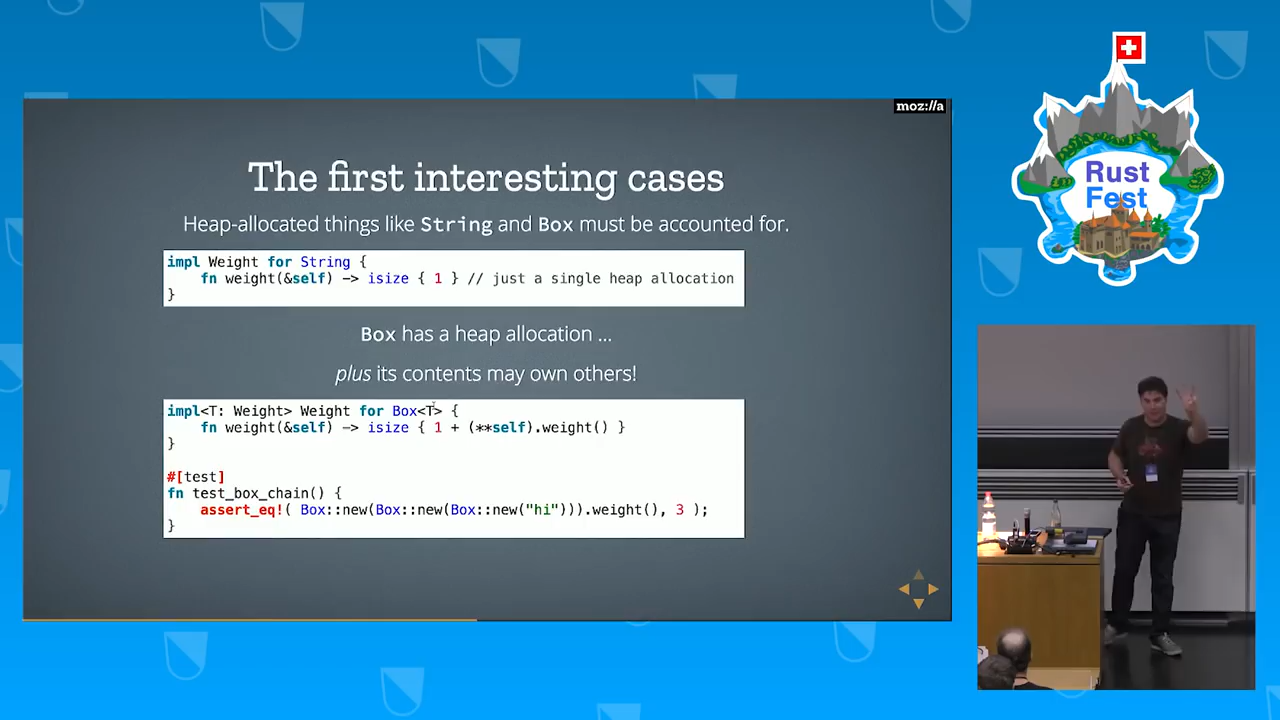 moz://a
The first interesting cases
Heap-allocated things like String and Box must be accounted for.
impl Weight for String {
    fn weight(&self) -> isize { 1 } // just a single heap allocation
}
Box has a heap allocation ...
plus its contents may own others!
impl<T: Weight> Weight for Box<T> {
    fn weight(&self) -> isize { 1 + (**self).weight() }
}
#[test]
fn test_box_chain() {
    assert_eq!( Box::new(Box::new(Box::new("hi"))).weight(), 3 );
}
Rust
Fest